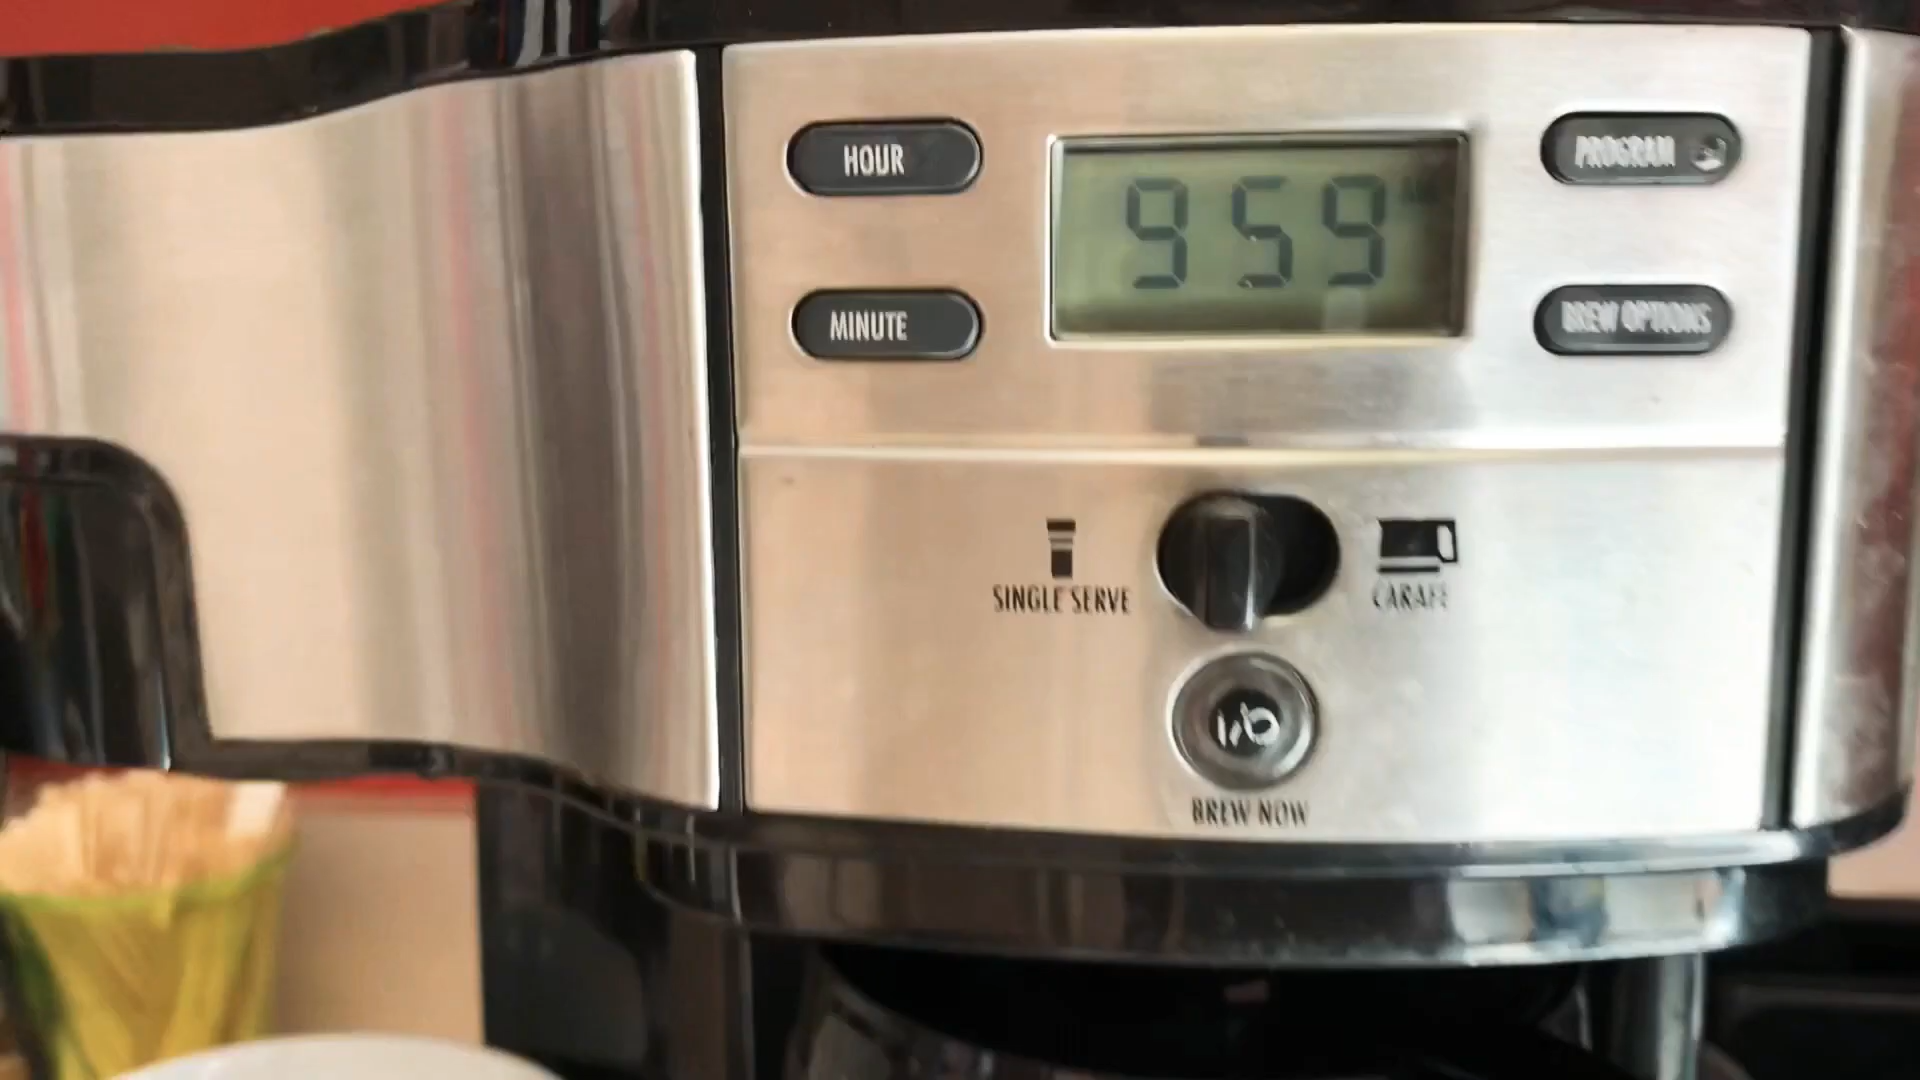 HOUR
959
PROGRAM
MINUTE
BREW OPTIONS
SINGLE SERVE
CARAFE
BREW NOW